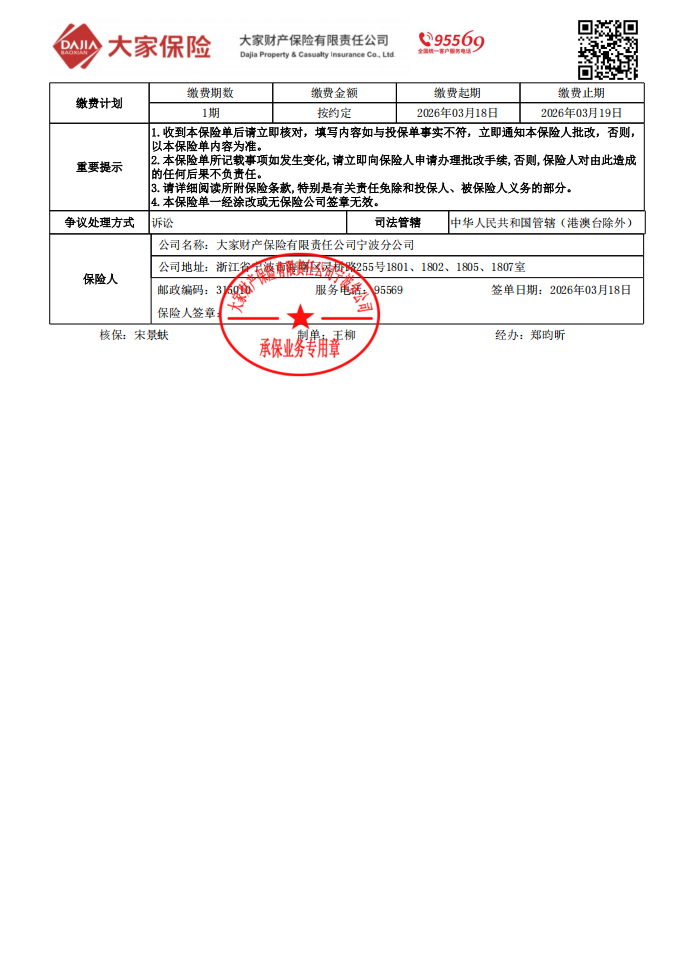 DAJIA
BAOXIAN
大家保险
大家财产保险有限责任公司
Dajia Property & Casualty Insurance Co., Ltd.
95569
全国统一客户服务电话
缴费计划
缴费期数 缴费金额 缴费起期 缴费止期
1期 按约定 2026年03月18日 2026年03月19日
重要提示
1.收到本保险单后请立即核对，填写内容如与投保单事实不符，立即通知本保险人批改，否则，
以本保险单内容为准。
2.本保险单所记载事项如发生变化,请立即向保险人申请办理批改手续,否则,保险人对由此造成
的任何后果不负责任。
3.请详细阅读所附保险条款,特别是有关责任免除和投保人、被保险人义务的部分。
4.本保险单一经涂改或无保险公司签章无效。
争议处理方式 诉讼 司法管辖 中华人民共和国管辖（港澳台除外）
保险人
公司名称：大家财产保险有限责任公司宁波分公司
公司地址：浙江省宁波市海曙区灵桥路255号1801、1802、1805、1807室
邮政编码：315010 服务电话：95569 签单日期：2026年03月18日
保险人签章：
大家财产保险有限责任公司宁波分公司
承保业务专用章
核保：宋景蚨 制单：王柳 经办：郑昀昕